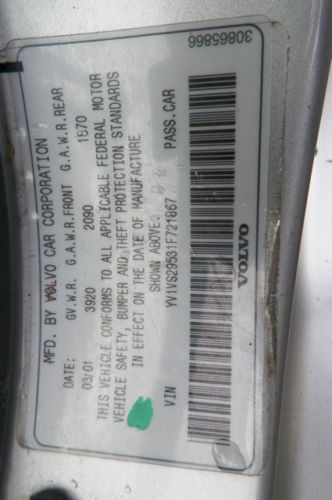 MFD. BY VOLVO CAR CORPORATION
DATE: G.V.W.R. G.A.W.R.FRONT G.A.W.R.REAR
03/01 3920 2090 1870
THIS VEHICLE CONFORMS TO ALL APPLICABLE FEDERAL MOTOR
VEHICLE SAFETY, BUMPER AND THEFT PROTECTION STANDARDS
IN EFFECT ON THE DATE OF MANUFACTURE
SHOWN ABOVE.
VIN YV1VS29531F721867 PASS.CAR
VOLVO 30865866